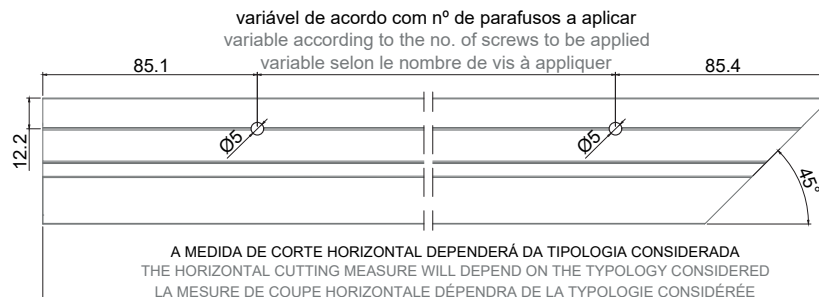 variável de acordo com nº de parafusos a aplicar
variable according to the no. of screws to be applied
variable selon le nombre de vis à appliquer
85.1
85.4
12.2
Ø5
Ø5
45°
A MEDIDA DE CORTE HORIZONTAL DEPENDERÁ DA TIPOLOGIA CONSIDERADA
THE HORIZONTAL CUTTING MEASURE WILL DEPEND ON THE TYPOLOGY CONSIDERED
LA MESURE DE COUPE HORIZONTALE DÉPENDRA DE LA TYPOLOGIE CONSIDÉRÉE